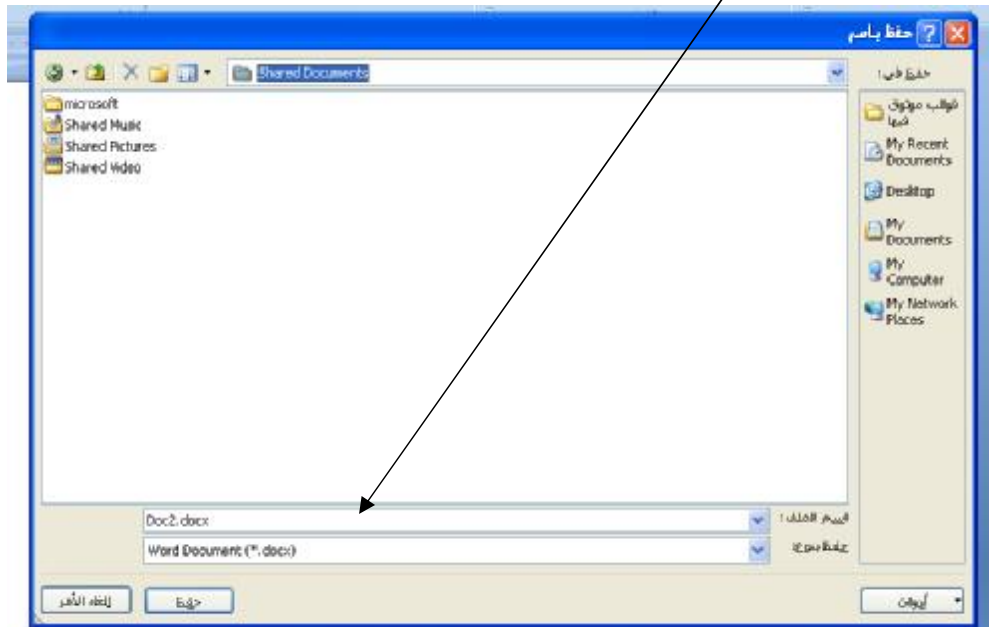 حفظ باسم
حفظ في:
Shared Documents
قوالب موثوق
فيها
My Recent
Documents
Desktop
My
Documents
My
Computer
My Network
Places
microsoft
Shared Music
Shared Pictures
Shared Video
اسم الملف:
Doc2.docx
حفظ بنوع:
Word Document (*.docx)
أدوات
حفظ
إلغاء الأمر